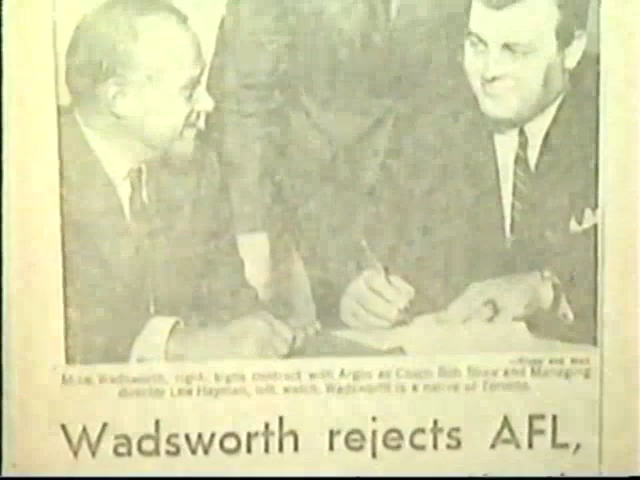 Mike Wadsworth, right, signs contract with Argos as Coach Bob Shaw and Managing
director Lew Hayman, left, watch. Wadsworth is a native of Toronto.
Wadsworth rejects AFL,